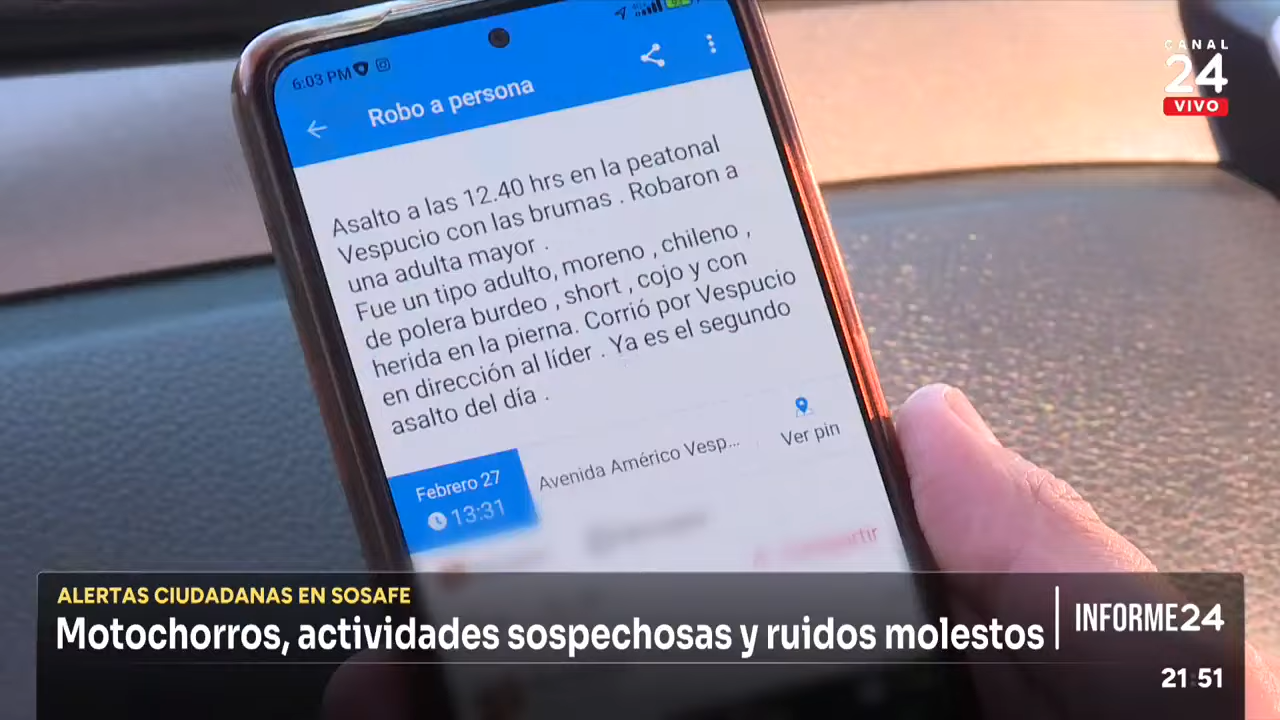 6:03 PM
Robo a persona
Asalto a las 12.40 hrs en la peatonal
Vespucio con las brumas . Robaron a
una adulta mayor .
Fue un tipo adulto, moreno , chileno ,
de polera burdeo , short , cojo y con
herida en la pierna. Corrió por Vespucio
en dirección al líder . Ya es el segundo
asalto del día .
Febrero 27
13:31
Avenida Américo Vesp...
Ver pin
CANAL
24
VIVO
ALERTAS CIUDADANAS EN SOSAFE
Motochorros, actividades sospechosas y ruidos molestos
INFORME24
21:51